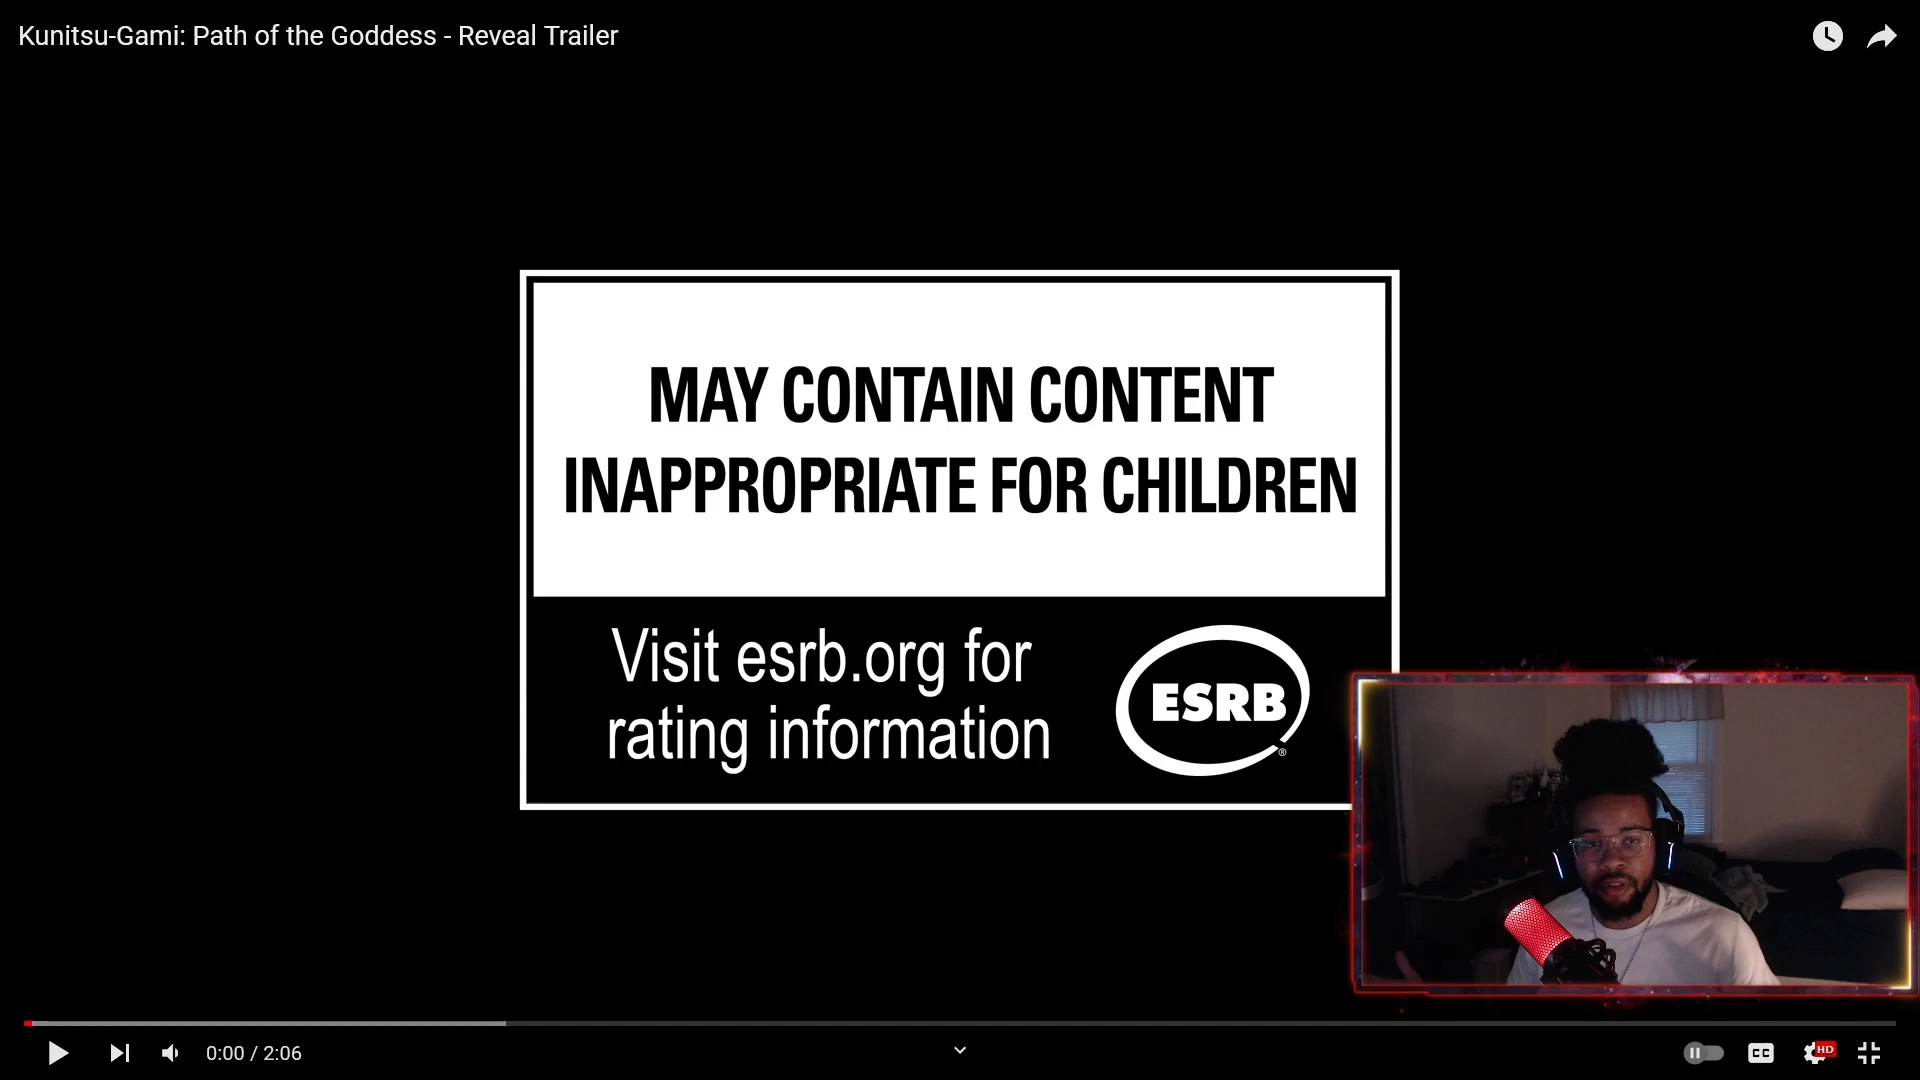 Kunitsu-Gami: Path of the Goddess - Reveal Trailer
MAY CONTAIN CONTENT
INAPPROPRIATE FOR CHILDREN
Visit esrb.org for
rating information
ESRB
®
0:00 / 2:06
CC
HD